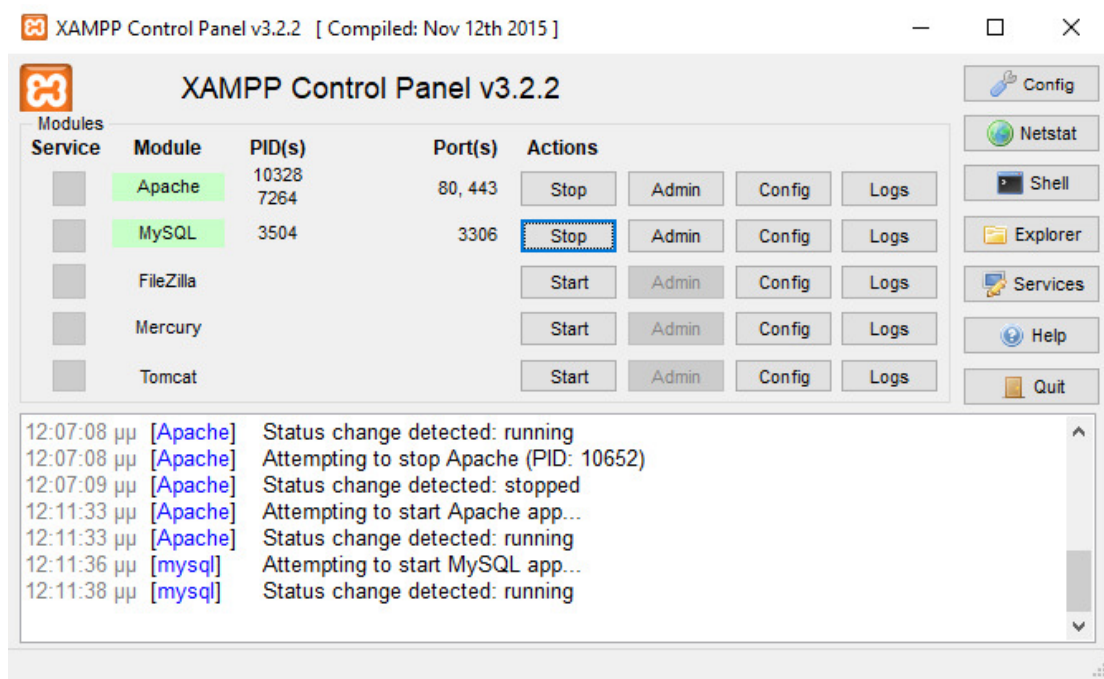 XAMPP Control Panel v3.2.2 [ Compiled: Nov 12th 2015 ]
XAMPP Control Panel v3.2.2
Config
Modules
Netstat
Service Module PID(s) Port(s) Actions
Apache 10328 7264 80, 443 Stop Admin Config Logs
Shell
MySQL 3504 3306 Stop Admin Config Logs
Explorer
FileZilla Start Admin Config Logs
Services
Mercury Start Admin Config Logs
Help
Tomcat Start Admin Config Logs
Quit
12:07:08 μμ [Apache] Status change detected: running
12:07:08 μμ [Apache] Attempting to stop Apache (PID: 10652)
12:07:09 μμ [Apache] Status change detected: stopped
12:11:33 μμ [Apache] Attempting to start Apache app...
12:11:33 μμ [Apache] Status change detected: running
12:11:36 μμ [mysql] Attempting to start MySQL app...
12:11:38 μμ [mysql] Status change detected: running